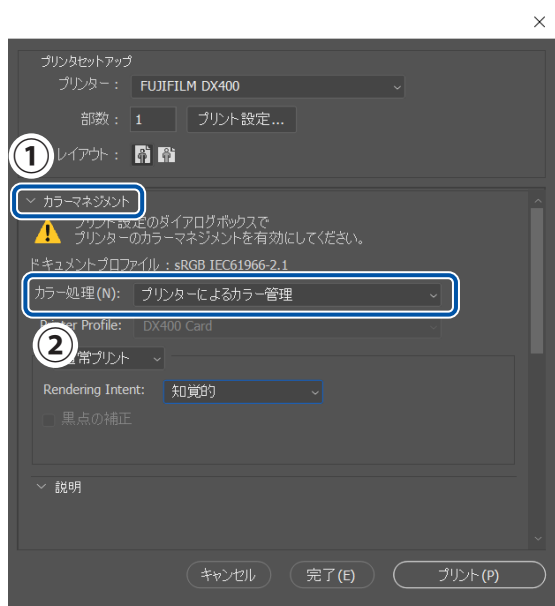 プリンタセットアップ
プリンター： FUJIFILM DX400
部数： 1 プリント設定...
①
レイアウト：
カラーマネジメント
プリント設定のダイアログボックスで
プリンターのカラーマネジメントを有効にしてください。
ドキュメントプロファイル：sRGB IEC61966-2.1
カラー処理(N): プリンターによるカラー管理
Profile: DX400 Card
②
常プリント
Rendering Intent: 知覚的
黒点の補正
説明
キャンセル 完了(E) プリント(P)